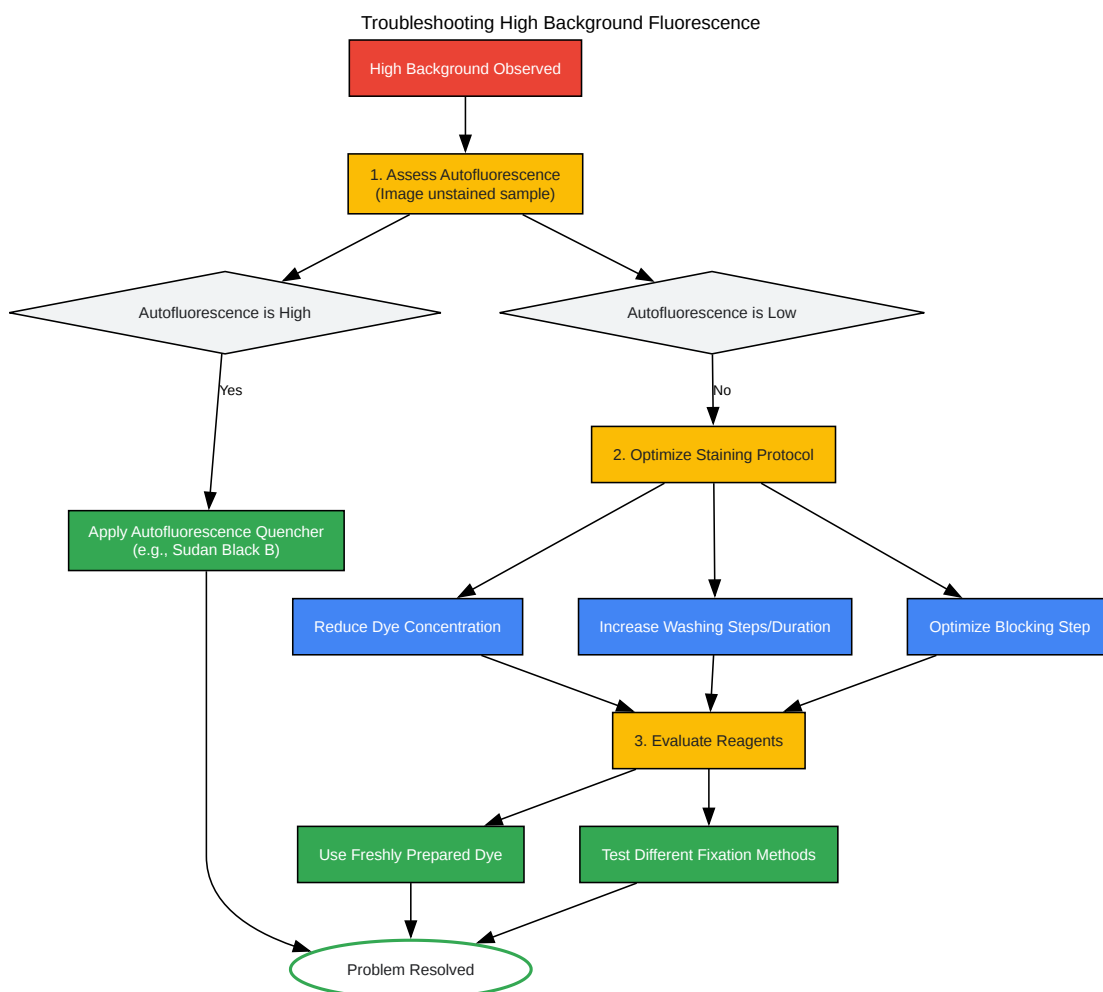 Troubleshooting High Background Fluorescence
High Background Observed
1. Assess Autofluorescence
(Image unstained sample)
Autofluorescence is High
Autofluorescence is Low
Yes
No
2. Optimize Staining Protocol
Apply Autofluorescence Quencher
(e.g., Sudan Black B)
Reduce Dye Concentration
Increase Washing Steps/Duration
Optimize Blocking Step
3. Evaluate Reagents
Use Freshly Prepared Dye
Test Different Fixation Methods
Problem Resolved